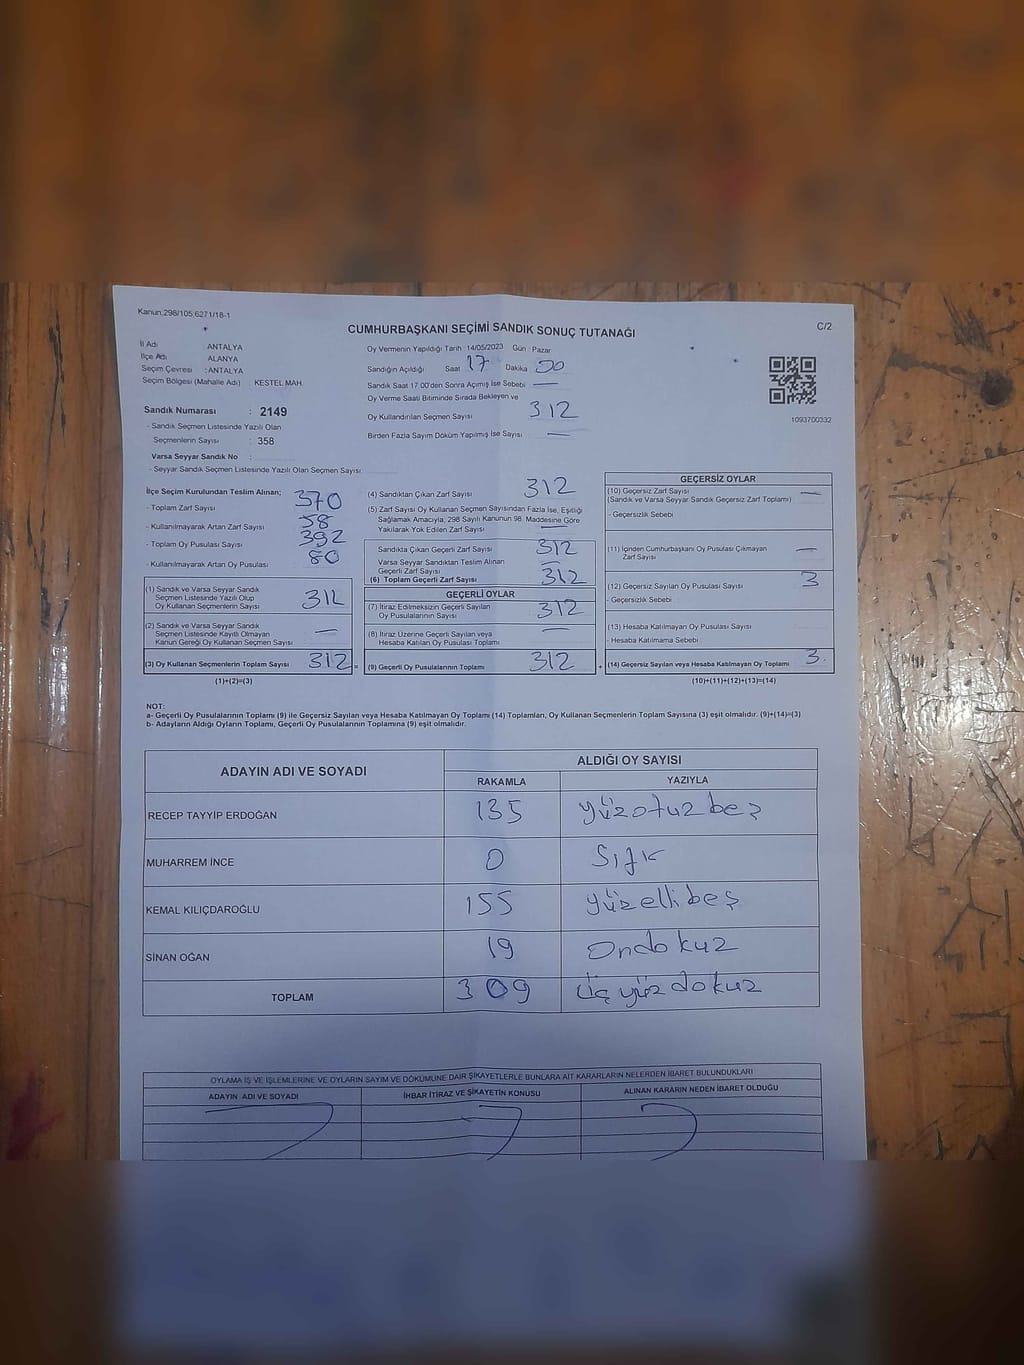 Kanun,298/105;6271/18-1
CUMHURBAŞKANI SEÇİMİ SANDIK SONUÇ TUTANAĞI
C/2
İl Adı : ANTALYA
İlçe Adı : ALANYA
Seçim Çevresi : ANTALYA
Seçim Bölgesi (Mahalle Adı) : KESTEL MAH.
Sandık Numarası : 2149
- Sandık Seçmen Listesinde Yazılı Olan
Seçmenlerin Sayısı : 358
Varsa Seyyar Sandık No :
- Seyyar Sandık Seçmen Listesinde Yazılı Olan Seçmen Sayısı:
Oy Vermenin Yapıldığı Tarih :14/05/2023 Gün : Pazar
Sandığın Açıldığı Saat 17 Dakika 00
Sandık Saat 17.00'den Sonra Açımış İse Sebebi —
Oy Verme Saati Bitiminde Sırada Bekleyen ve
Oy Kullandırılan Seçmen Sayısı 312
Birden Fazla Sayım Döküm Yapılmış İse Sayısı —
1093700332
İlçe Seçim Kurulundan Teslim Alınan;
- Toplam Zarf Sayısı 370
- Kullanılmayarak Artan Zarf Sayısı 58
- Toplam Oy Pusulası Sayısı 392
- Kullanılmayarak Artan Oy Pusulası 80
(1) Sandık ve Varsa Seyyar Sandık
Seçmen Listesinde Yazılı Olup
Oy Kullanan Seçmenlerin Sayısı 312
(2) Sandık ve Varsa Seyyar Sandık
Seçmen Listesinde Kayıtlı Olmayan
Kanun Gereği Oy Kullanan Seçmen Sayısı —
(3) Oy Kullanan Seçmenlerin Toplam Sayısı 312 =
(1)+(2)=(3)
(4) Sandıktan Çıkan Zarf Sayısı 312
(5) Zarf Sayısı Oy Kullanan Seçmen Sayısından Fazla İse, Eşitliği
Sağlamak Amacıyla; 298 Sayılı Kanunun 98. Maddesine Göre
Yakılarak Yok Edilen Zarf Sayısı —
Sandıkta Çıkan Geçerli Zarf Sayısı 312
Varsa Seyyar Sandıktan Teslim Alınan
Geçerli Zarf Sayısı —
(6) Toplam Geçerli Zarf Sayısı 312
GEÇERLİ OYLAR
(7) İtiraz Edilmeksizin Geçerli Sayılan
Oy Pusulalarının Sayısı 312
(8) İtiraz Üzerine Geçerli Sayılan veya
Hesaba Katılan Oy Pusulası Toplamı —
(9) Geçerli Oy Pusulalarının Toplamı 312 +
GEÇERSİZ OYLAR
(10) Geçersiz Zarf Sayısı
(Sandık ve Varsa Seyyar Sandık Geçersiz Zarf Toplamı) —
- Geçersizlik Sebebi
(11) İçinden Cumhurbaşkanı Oy Pusulası Çıkmayan
Zarf Sayısı —
(12) Geçersiz Sayılan Oy Pusulası Sayısı 3
- Geçersizlik Sebebi :
(13) Hesaba Katılmayan Oy Pusulası Sayısı
- Hesaba Katılmama Sebebi :
(14) Geçersiz Sayılan veya Hesaba Katılmayan Oy Toplamı 3
(10)+(11)+(12)+(13)=(14)
NOT:
a- Geçerli Oy Pusulalarının Toplamı (9) ile Geçersiz Sayılan veya Hesaba Katılmayan Oy Toplamı (14) Toplamları, Oy Kullanan Seçmenlerin Toplam Sayısına (3) eşit olmalıdır. (9)+(14)=(3)
b- Adayların Aldığı Oyların Toplamı, Geçerli Oy Pusulalarının Toplamına (9) eşit olmalıdır.
ADAYIN ADI VE SOYADI ALDIĞI OY SAYISI
RAKAMLA YAZIYLA
RECEP TAYYİP ERDOĞAN 135 yüzotuzbeş
MUHARREM İNCE 0 Sıfır
KEMAL KILIÇDAROĞLU 155 yüzellibeş
SİNAN OĞAN 19 Ondokuz
TOPLAM 309 üçyüzdokuz
OYLAMA İŞ VE İŞLEMLERİNE VE OYLARIN SAYIM VE DÖKÜMÜNE DAİR ŞİKAYETLERLE BUNLARA AİT KARARLARIN NELERDEN İBARET BULUNDUKLARI
ADAYIN ADI VE SOYADI İHBAR İTİRAZ VE ŞİKAYETİN KONUSU ALINAN KARARIN NEDEN İBARET OLDUĞU